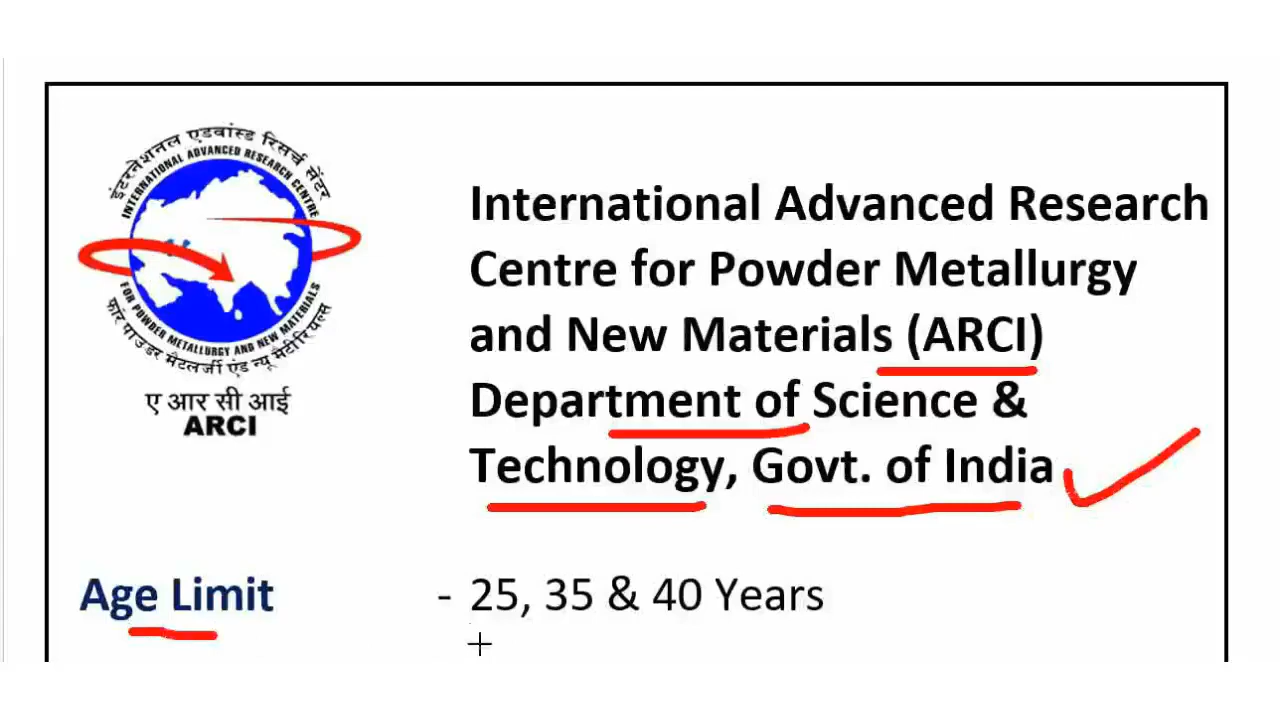 इंटरनेशनल एडवांस्ड रिसर्च सेंटर
INTERNATIONAL ADVANCED RESEARCH CENTRE
FOR POWDER METALLURGY AND NEW MATERIALS
फॉर पाउडर मैटलर्जी एंड न्यू मैटीरियल्स
ए आर सी आई
ARCI
International Advanced Research
Centre for Powder Metallurgy
and New Materials (ARCI)
Department of Science &
Technology, Govt. of India
Age Limit - 25, 35 & 40 Years